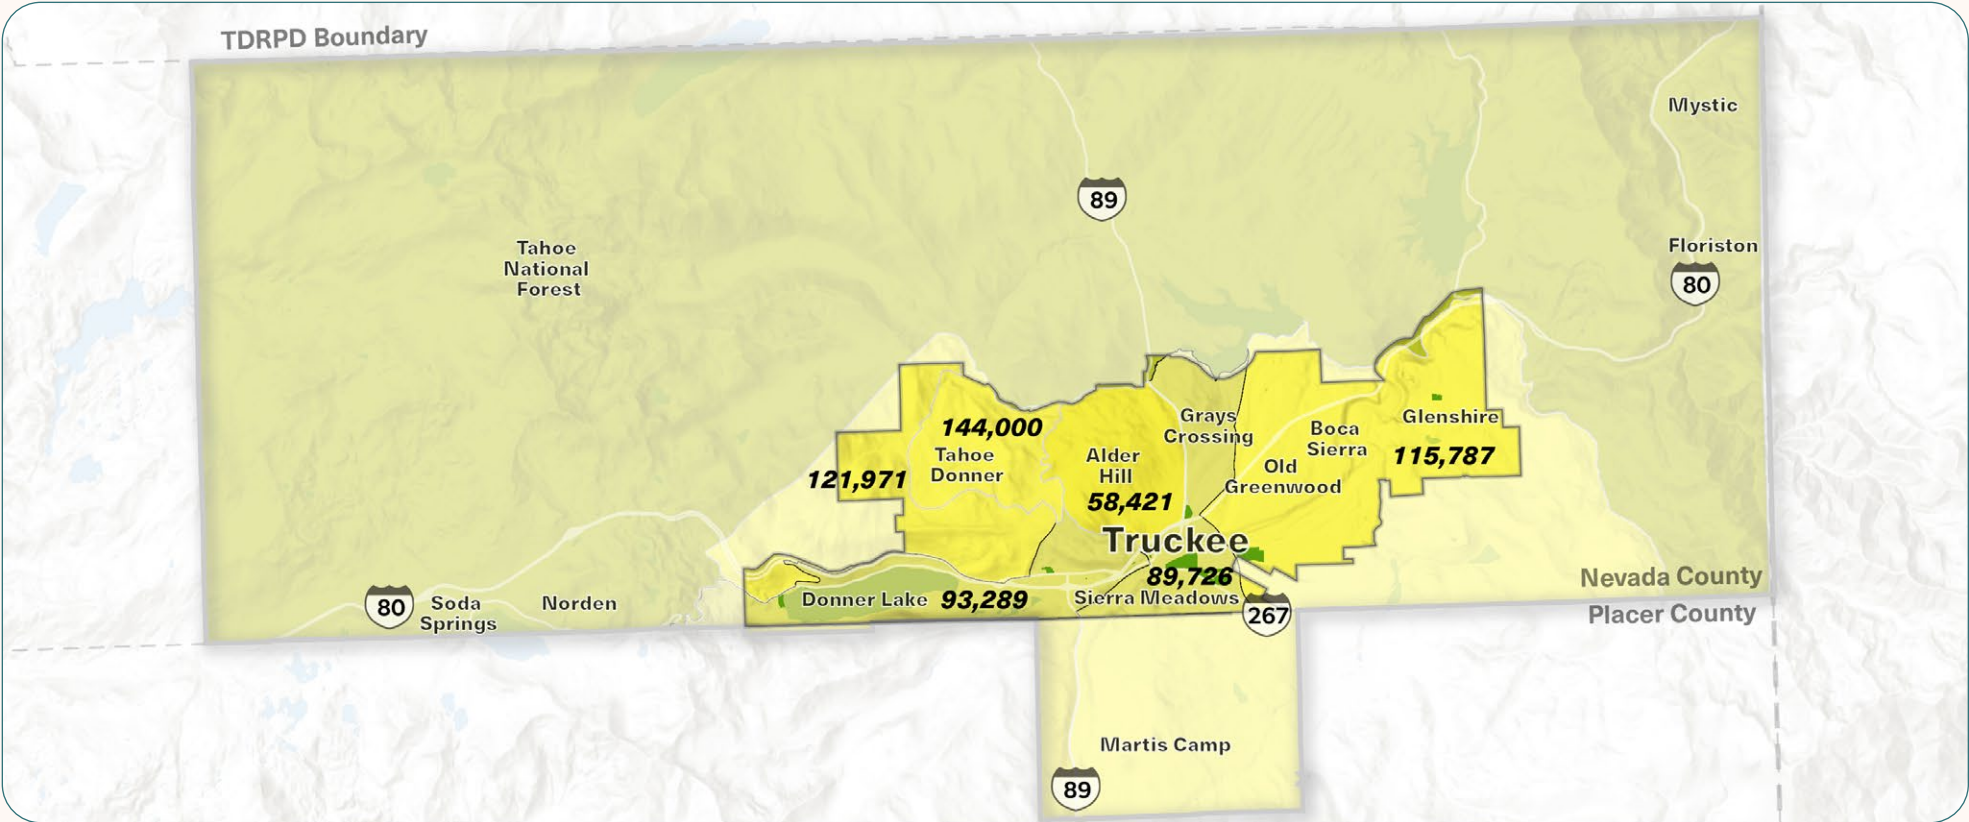 TDRPD Boundary
Mystic
89
Tahoe
National
Forest
Floriston
80
144,000
Tahoe
Donner
121,971
Alder
Hill
58,421
Grays
Crossing
Boca
Sierra
Old
Greenwood
Glenshire
115,787
Truckee
89,726
Sierra Meadows
Donner Lake
93,289
80
Soda
Springs
Norden
267
Nevada County
Placer County
Martis Camp
89